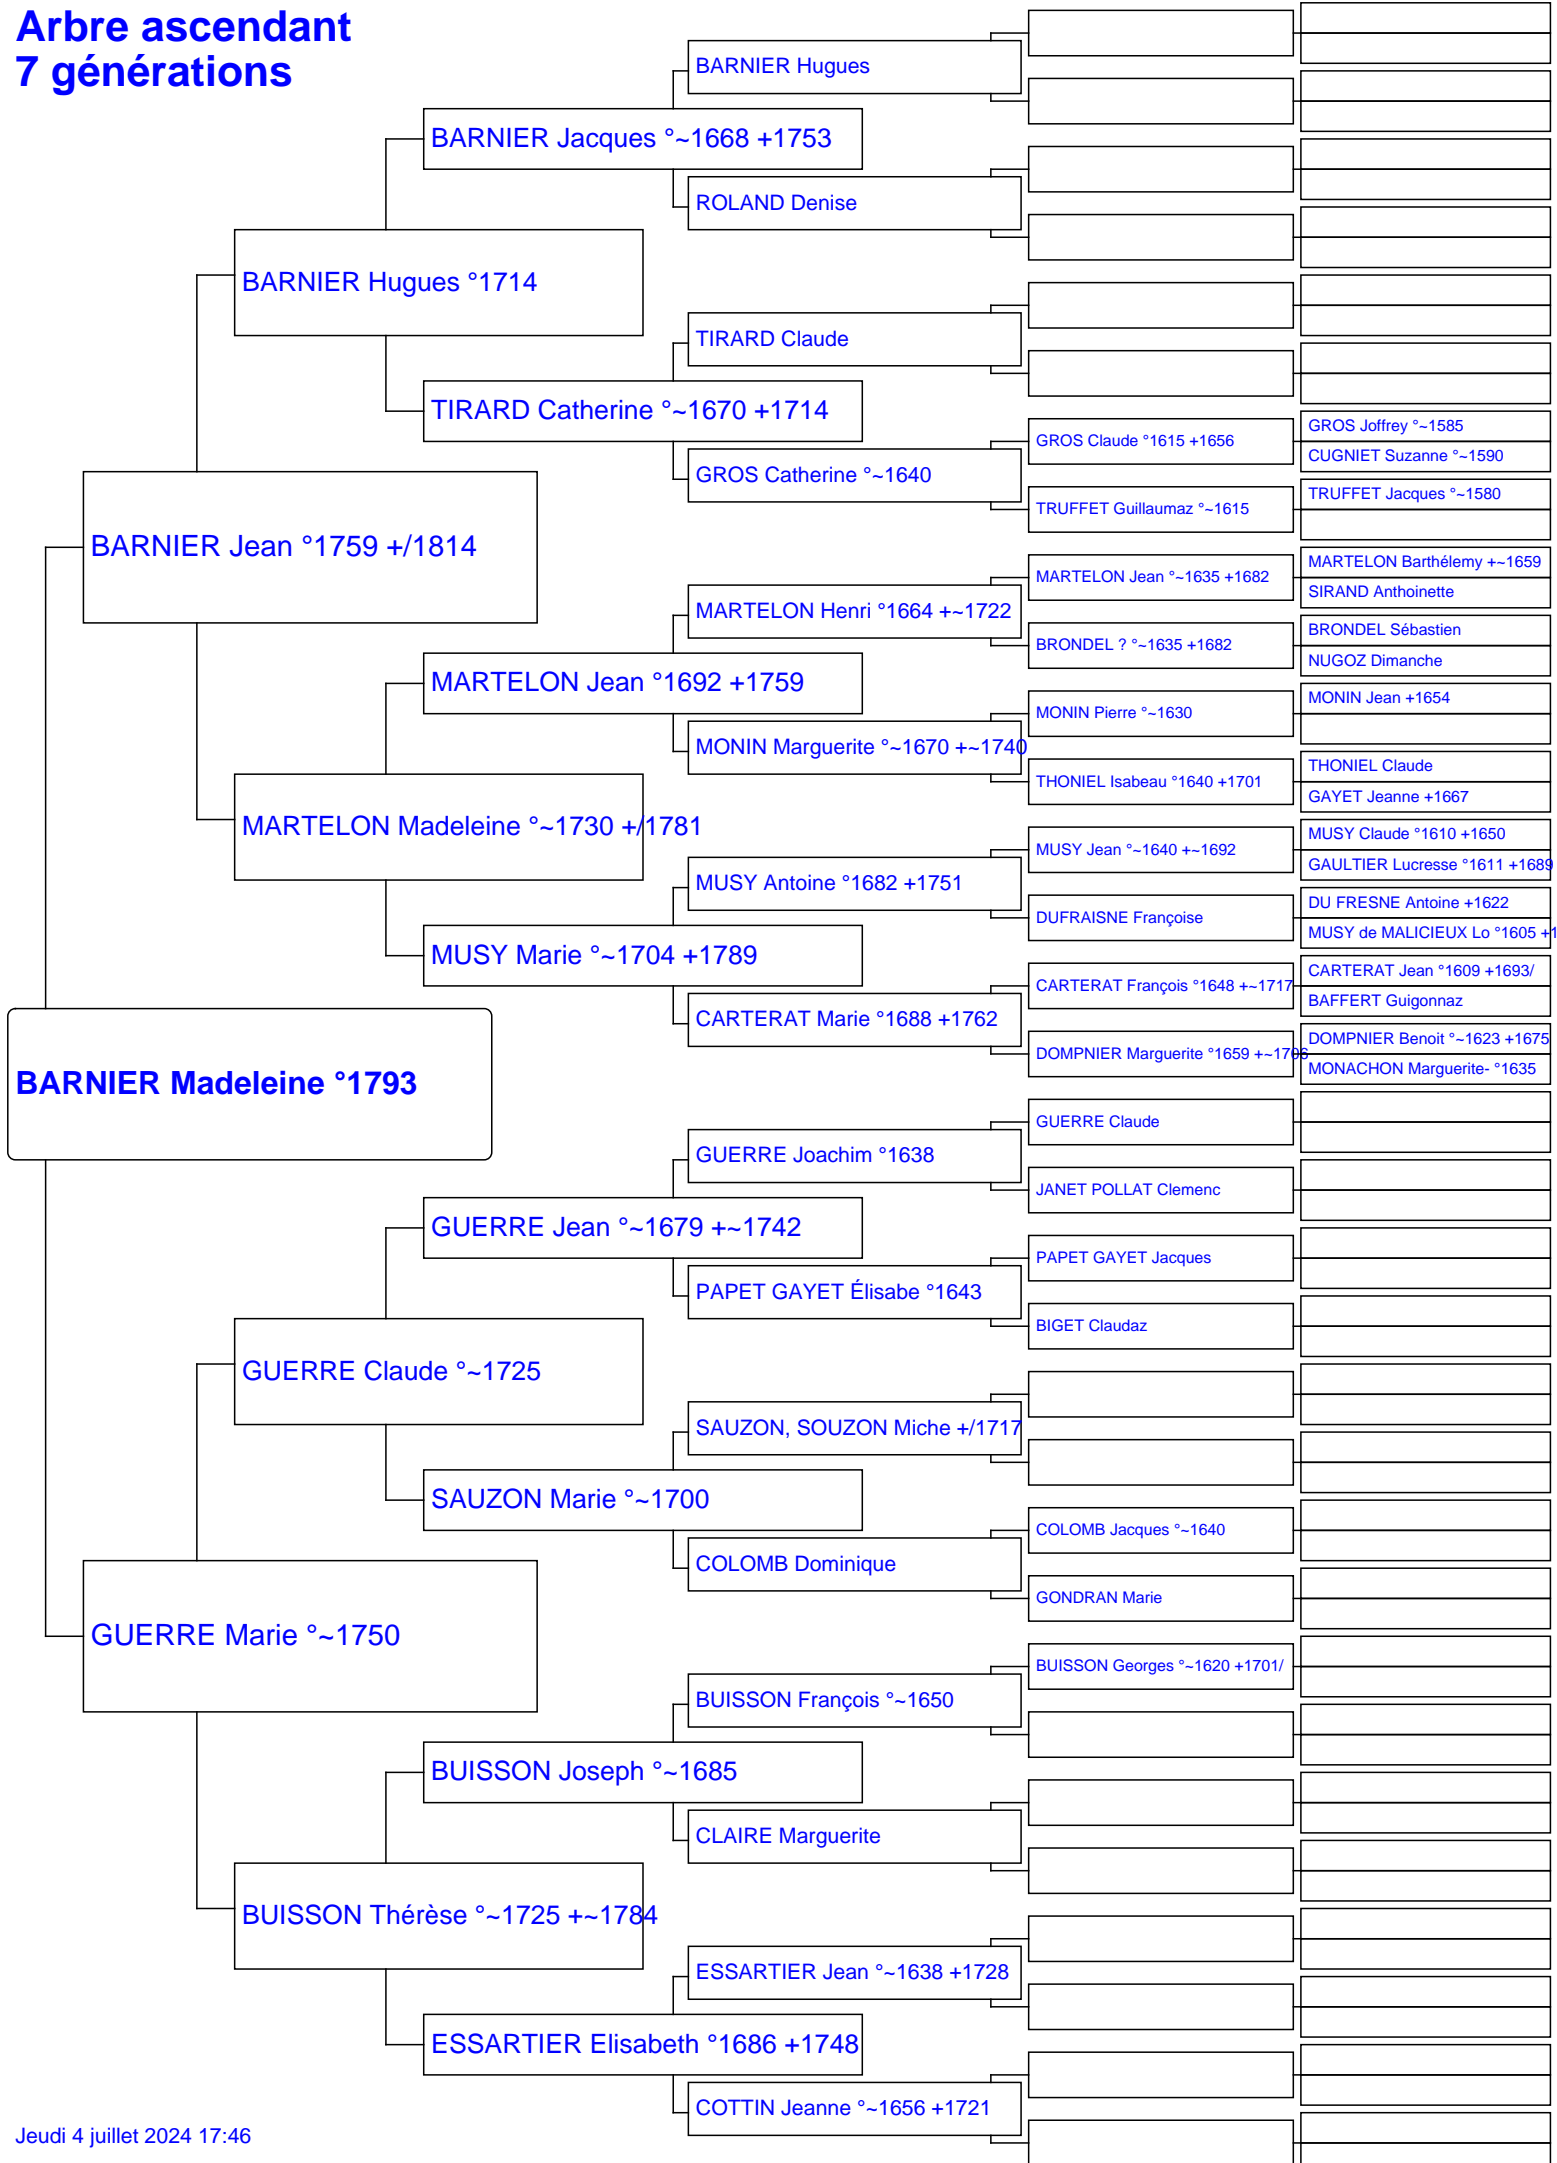 Arbre ascendant
7 générations
BARNIER Madeleine °1793
BARNIER Jean °1759 +/1814
GUERRE Marie °~1750
BARNIER Hugues °1714
MARTELON Madeleine °~1730 +/1781
GUERRE Claude °~1725
BUISSON Thérèse °~1725 +~1784
BARNIER Jacques °~1668 +1753
TIRARD Catherine °~1670 +1714
MARTELON Jean °1692 +1759
MUSY Marie °~1704 +1789
GUERRE Jean °~1679 +~1742
SAUZON Marie °~1700
BUISSON Joseph °~1685
ESSARTIER Elisabeth °1686 +1748
BARNIER Hugues
ROLAND Denise
TIRARD Claude
GROS Catherine °~1640
MARTELON Henri °1664 +~1722
MONIN Marguerite °~1670 +~1740
MUSY Antoine °1682 +1751
CARTERAT Marie °1688 +1762
GUERRE Joachim °1638
PAPET GAYET Élisabe °1643
SAUZON, SOUZON Miche +/1717
COLOMB Dominique
BUISSON François °~1650
CLAIRE Marguerite
ESSARTIER Jean °~1638 +1728
COTTIN Jeanne °~1656 +1721
GROS Claude °1615 +1656
TRUFFET Guillaumaz °~1615
MARTELON Jean °~1635 +1682
BRONDEL ? °~1635 +1682
MONIN Pierre °~1630
THONIEL Isabeau °1640 +1701
MUSY Jean °~1640 +~1692
DUFRAISNE Françoise
CARTERAT François °1648 +~1717
DOMPNIER Marguerite °1659 +~1706
GUERRE Claude
JANET POLLAT Clemenc
PAPET GAYET Jacques
BIGET Claudaz
COLOMB Jacques °~1640
GONDRAN Marie
BUISSON Georges °~1620 +1701/
GROS Joffrey °~1585
CUGNIET Suzanne °~1590
TRUFFET Jacques °~1580
MARTELON Barthélemy +~1659
SIRAND Anthoinette
BRONDEL Sébastien
NUGOZ Dimanche
MONIN Jean +1654
THONIEL Claude
GAYET Jeanne +1667
MUSY Claude °1610 +1650
GAULTIER Lucresse °1611 +1689
DU FRESNE Antoine +1622
MUSY de MALICIEUX Lo °1605 +1
CARTERAT Jean °1609 +1693/
BAFFERT Guigonnaz
DOMPNIER Benoit °~1623 +1675
MONACHON Marguerite- °1635
Jeudi 4 juillet 2024 17:46